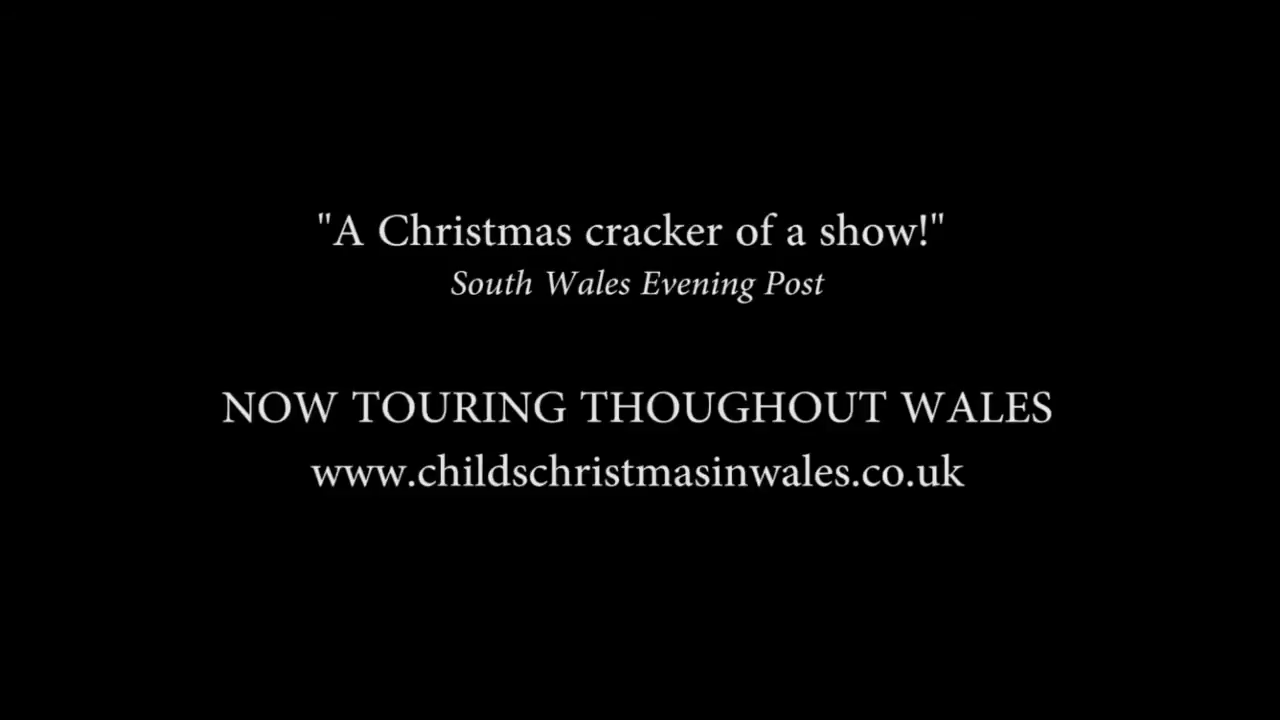 "A Christmas cracker of a show!"
South Wales Evening Post
NOW TOURING THOUGHOUT WALES
www.childschristmasinwales.co.uk